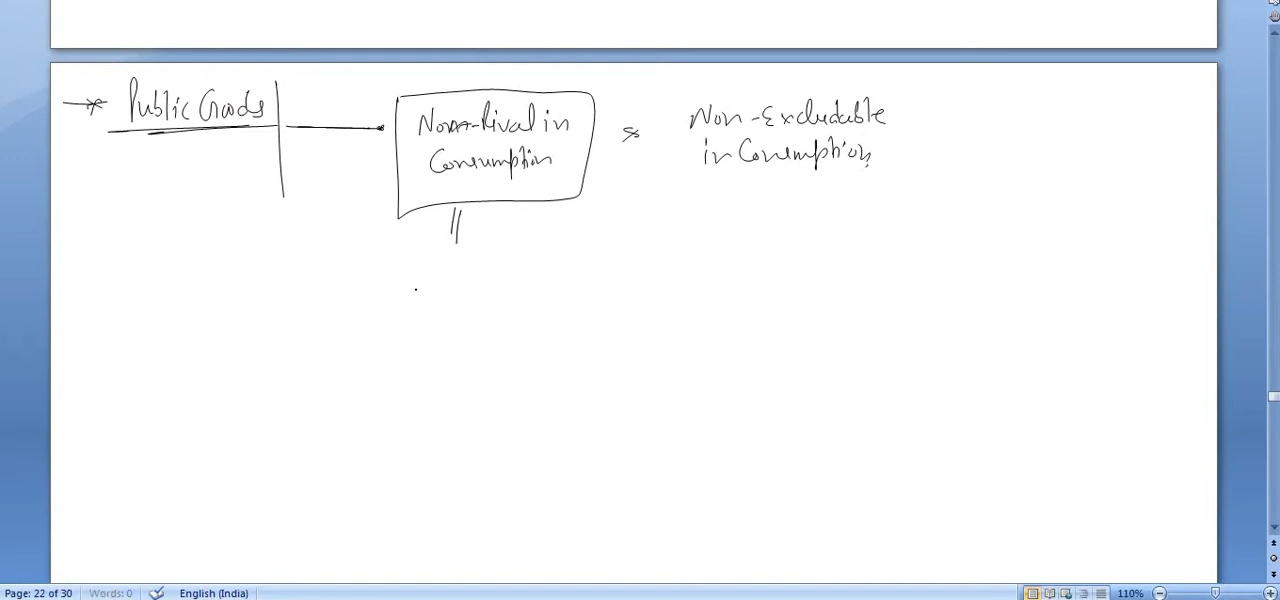 Public Goods
Non-Rival in
Consumption
&
Non-Excludable
in Consumption
Page: 22 of 30
Words: 0
English (India)
110%